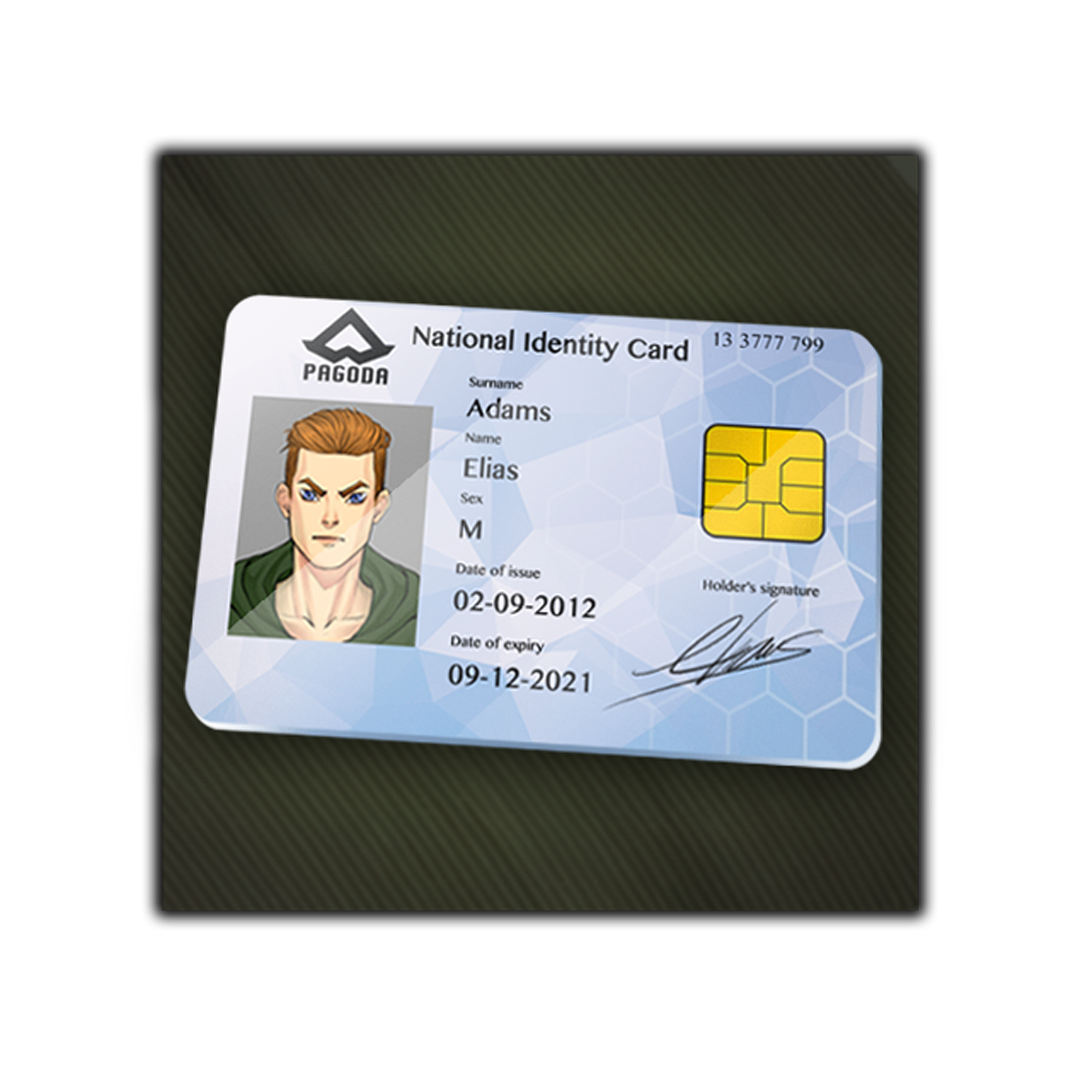 National Identity Card
13 3777 799
PAGODA
Surname
Adams
Name
Elias
Sex
M
Date of issue
02-09-2012
Date of expiry
09-12-2021
Holder's signature